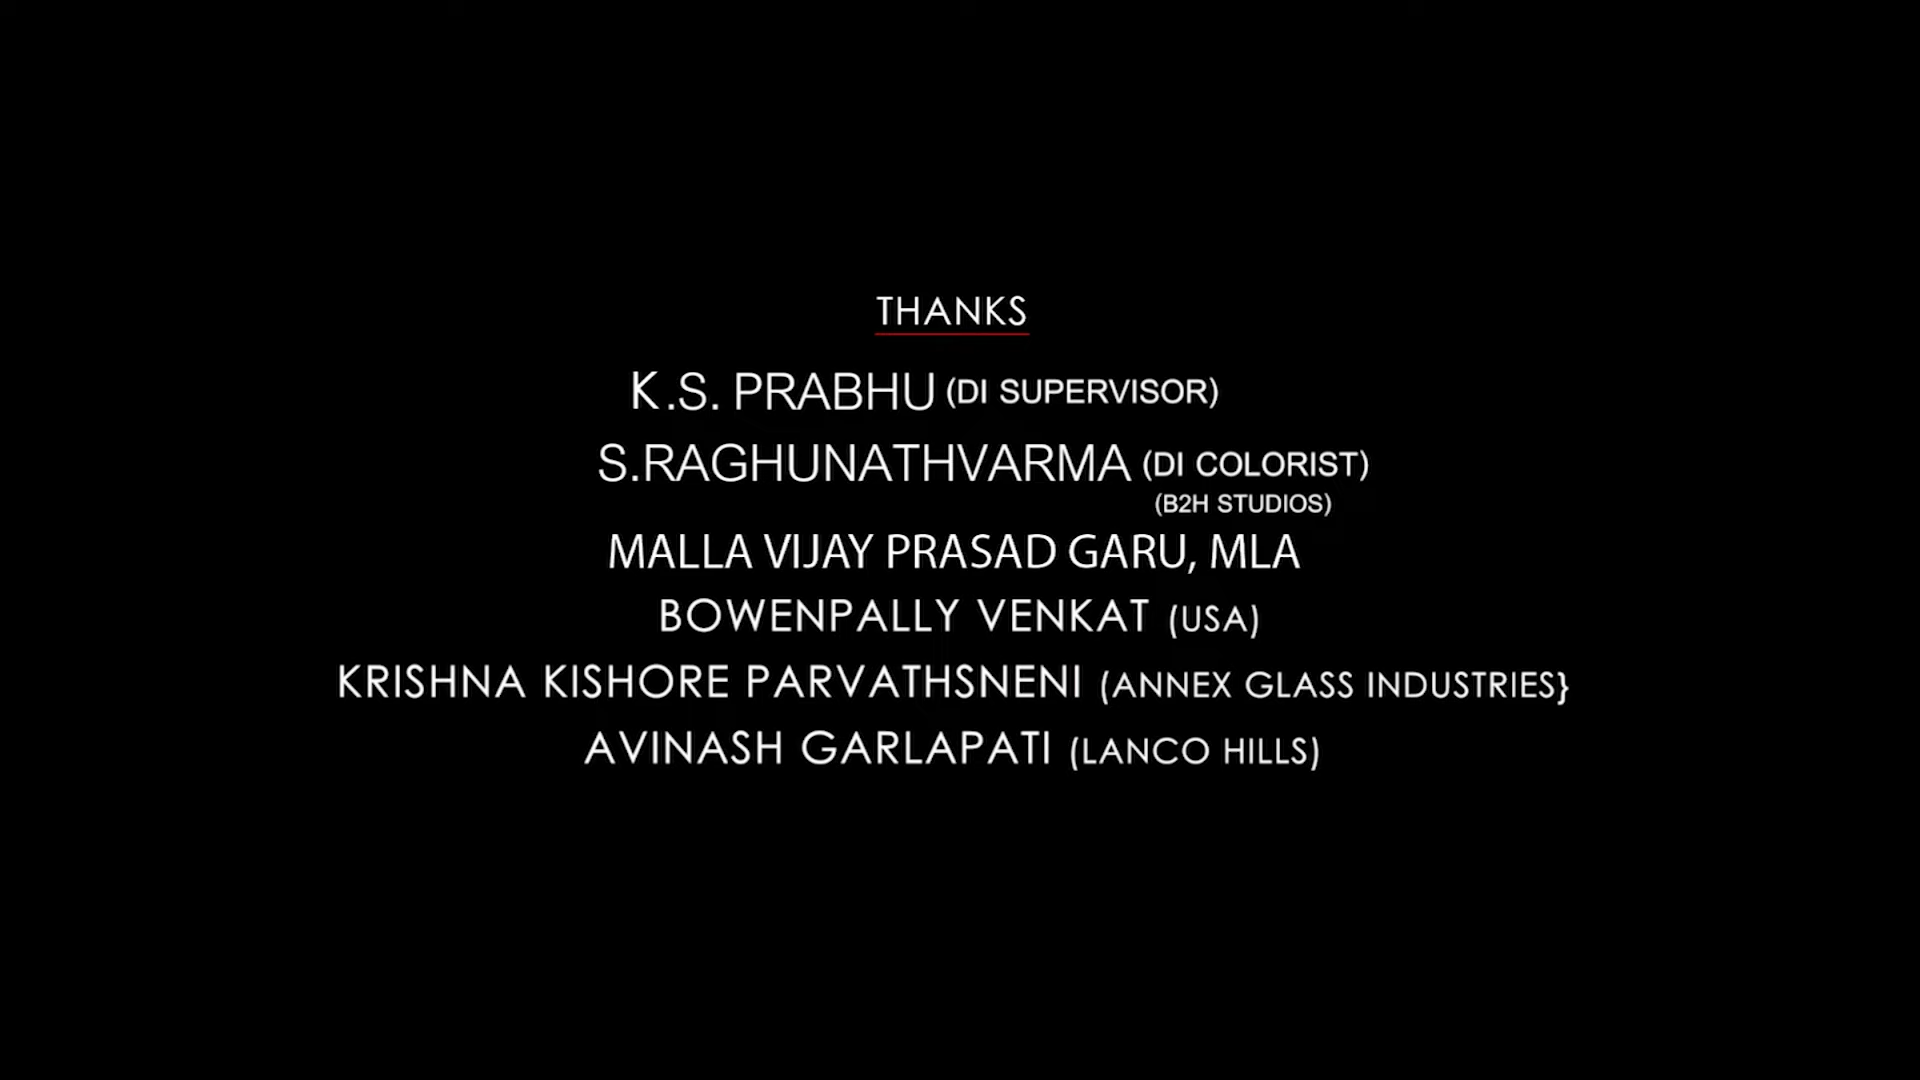 THANKS
K.S. PRABHU (DI SUPERVISOR)
S.RAGHUNATHVARMA (DI COLORIST)
(B2H STUDIOS)
MALLA VIJAY PRASAD GARU, MLA
BOWENPALLY VENKAT (USA)
KRISHNA KISHORE PARVATHSNENI (ANNEX GLASS INDUSTRIES}
AVINASH GARLAPATI (LANCO HILLS)